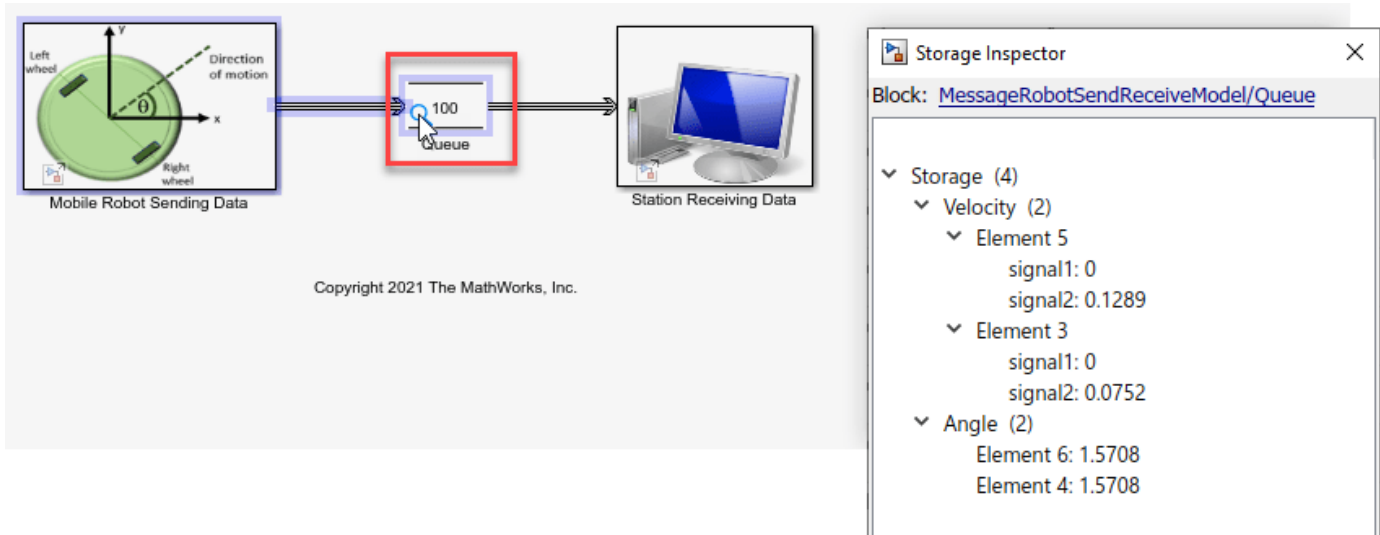 Y
Left
wheel
Direction
of motion
θ
x
Right
wheel
Mobile Robot Sending Data
100
Queue
Station Receiving Data
Copyright 2021 The MathWorks, Inc.
Storage Inspector
Block: MessageRobotSendReceiveModel/Queue
Storage (4)
Velocity (2)
Element 5
signal1: 0
signal2: 0.1289
Element 3
signal1: 0
signal2: 0.0752
Angle (2)
Element 6: 1.5708
Element 4: 1.5708